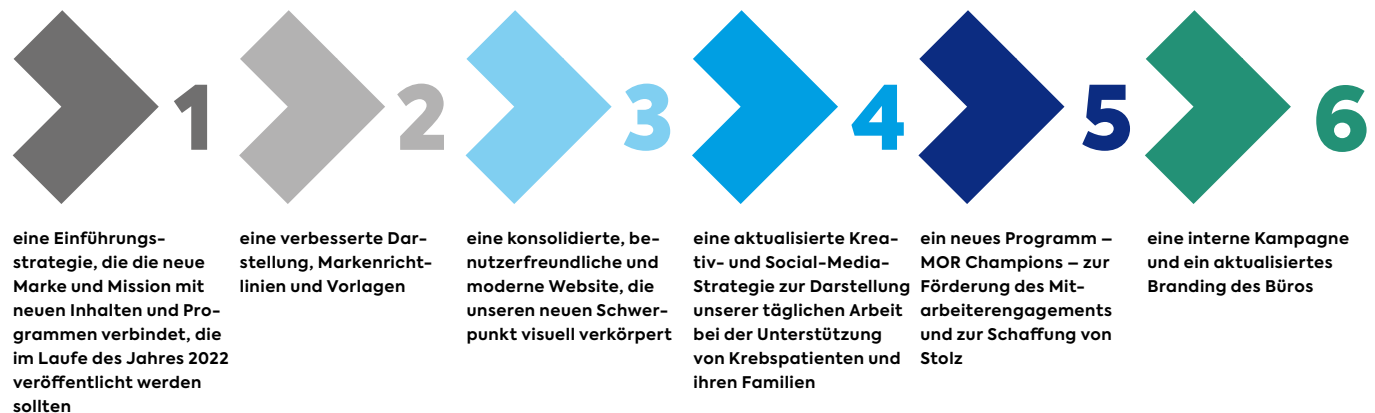 1
eine Einführungs-
strategie, die die neue
Marke und Mission mit
neuen Inhalten und Pro-
grammen verbindet, die
im Laufe des Jahres 2022
veröffentlicht werden
sollten
2
eine verbesserte Dar-
stellung, Markenricht-
linien und Vorlagen
3
eine konsolidierte, be-
nutzerfreundliche und
moderne Website, die
unseren neuen Schwer-
punkt visuell verkörpert
4
eine aktualisierte Krea-
tiv- und Social-Media-
Strategie zur Darstellung
unserer täglichen Arbeit
bei der Unterstützung
von Krebspatienten und
ihren Familien
5
ein neues Programm –
MOR Champions – zur
Förderung des Mit-
arbeiterengagements
und zur Schaffung von
Stolz
6
eine interne Kampagne
und ein aktualisiertes
Branding des Büros